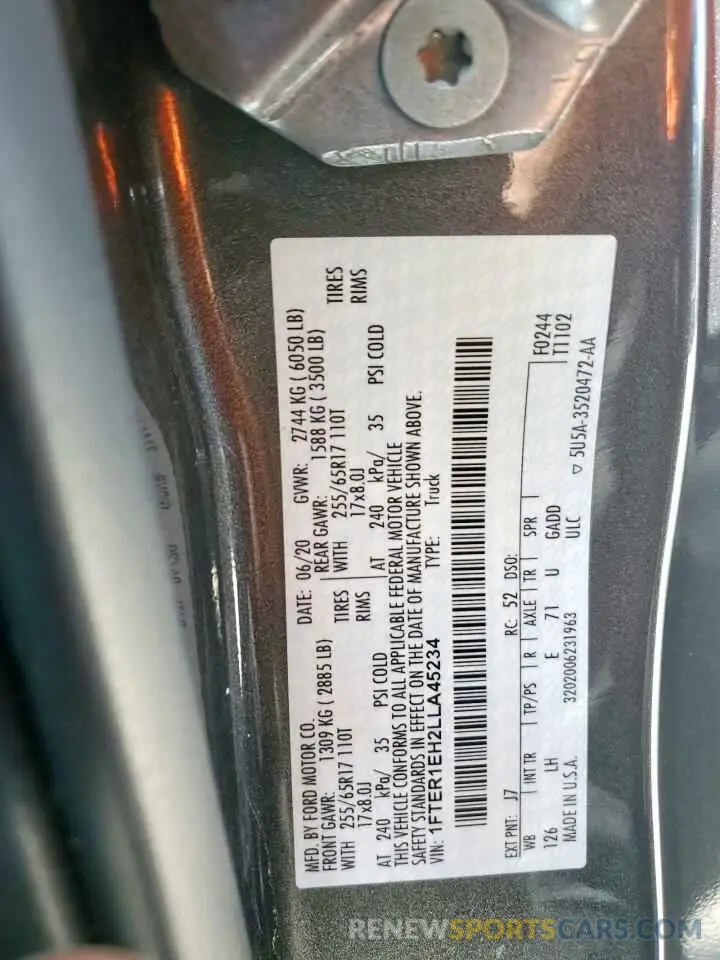 MFD. BY FORD MOTOR CO.
DATE: 06/20 GVWR: 2744 KG ( 6050 LB)
FRONT GAWR: 1309 KG ( 2885 LB) REAR GAWR: 1588 KG ( 3500 LB)
WITH 255/65R17 110T TIRES WITH 255/65R17 110T TIRES
17x8.0J RIMS 17x8.0J RIMS
AT 240 kPa/ 35 PSI COLD AT 240 kPa/ 35 PSI COLD
THIS VEHICLE CONFORMS TO ALL APPLICABLE FEDERAL MOTOR VEHICLE
SAFETY STANDARDS IN EFFECT ON THE DATE OF MANUFACTURE SHOWN ABOVE.
VIN: 1FTER1EH2LLA45234 TYPE: Truck
EXT PNT: J7 RC: 52 DSO: F0244
WB INT TR TP/PS R AXLE TR SPR T1102
126 LH E 71 U GADD
MADE IN U.S.A. 3202006231963 ULC ▽ 5U5A-3520472-AA
RENEWSPORTSCARS.COM